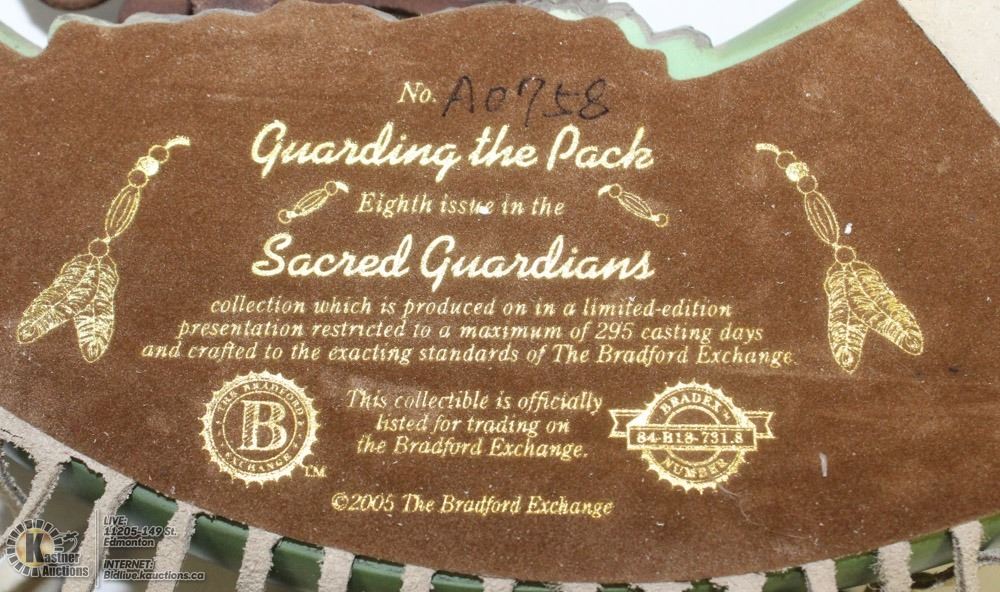 No. A0758
Guarding the Pack
Eighth issue in the
Sacred Guardians
collection which is produced on in a limited-edition
presentation restricted to a maximum of 295 casting days
and crafted to the exacting standards of The Bradford Exchange.
THE BRADFORD
B
EXCHANGE
TM
This collectible is officially
listed for trading on
the Bradford Exchange.
BRADEX
84-B18-731.8
NUMBER
©2005 The Bradford Exchange
Kastner
Auctions
LIVE:
11205-149 St.
Edmonton
INTERNET:
Bidlive.kauctions.ca